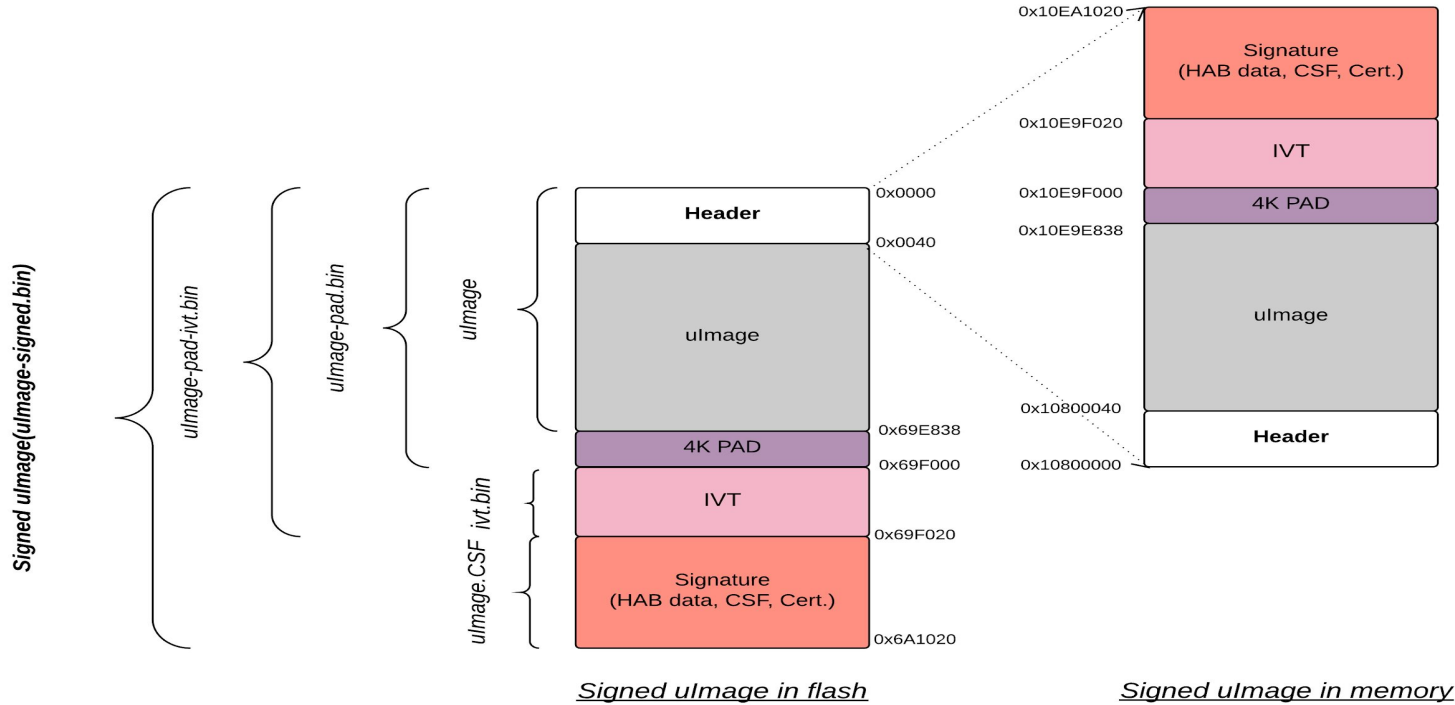 Signed uImage(uImage-signed.bin)
uImage-pad-ivt.bin
uImage-pad.bin
uImage
ivt.bin
uImage.CSF
Header
uImage
4K PAD
IVT
Signature
(HAB data, CSF, Cert.)
0x0000
0x0040
0x69E838
0x69F000
0x69F020
0x6A1020
Signed uImage in flash
0x10EA1020
0x10E9F020
0x10E9F000
0x10E9E838
0x10800040
0x10800000
Signature
(HAB data, CSF, Cert.)
IVT
4K PAD
uImage
Header
Signed uImage in memory